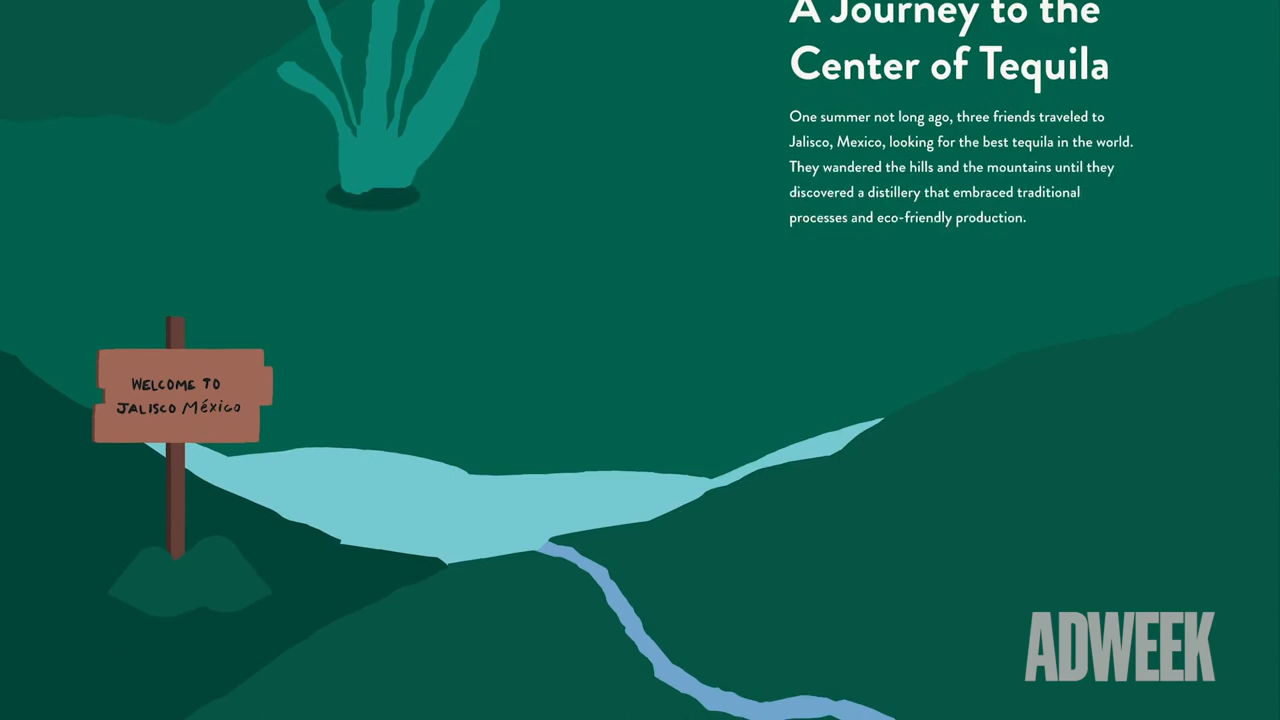 A Journey to the
Center of Tequila
One summer not long ago, three friends traveled to
Jalisco, Mexico, looking for the best tequila in the world.
They wandered the hills and the mountains until they
discovered a distillery that embraced traditional
processes and eco-friendly production.
WELCOME TO
JALISCO México
ADWEEK